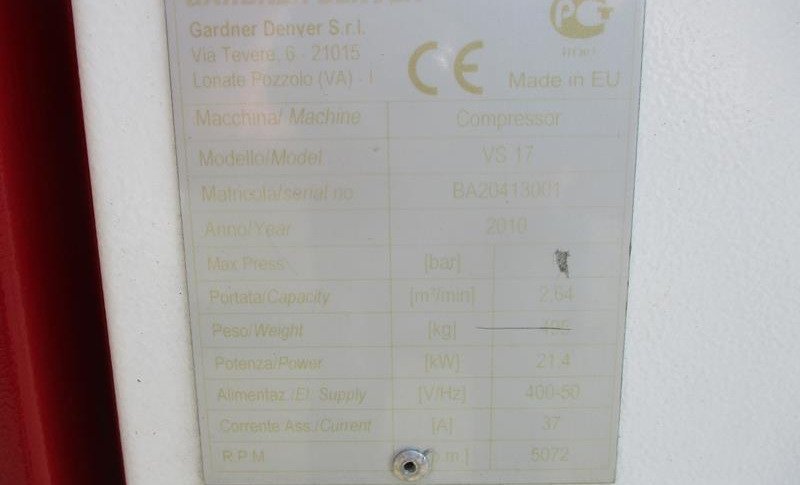 Gardner Denver S.r.l.
Via Tevere, 6 - 21015
Lonate Pozzolo (VA) - I
CE
Made in EU
Macchina/ Machine Compressor
Modello/Model VS 17
Matricola/serial no. BA20413001
Anno/Year 2010
Max Press [bar]
Portata/Capacity [m³/min] 2,64
Peso/Weight [kg]
Potenza/Power [kW] 21.4
Alimentaz./El. Supply [V/Hz] 400-50
Corrente Ass./Current [A] 37
R.P.M. 5072